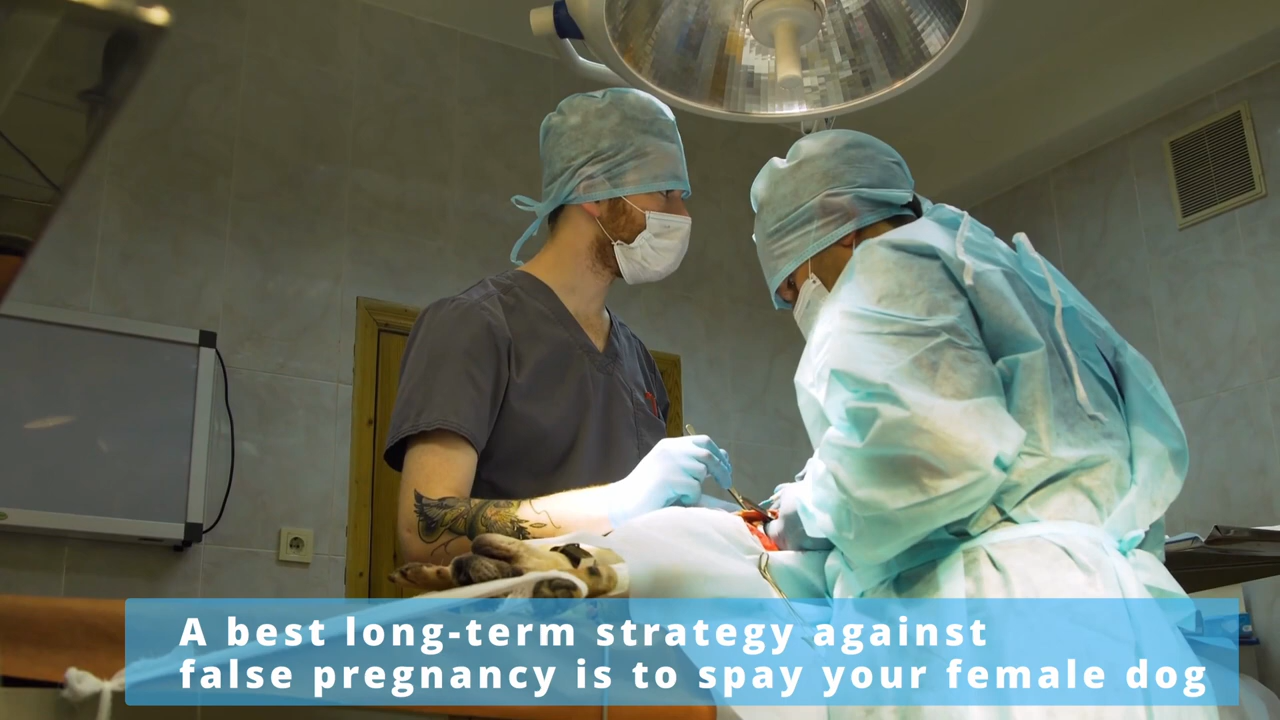 A best long-term strategy against
false pregnancy is to spay your female dog